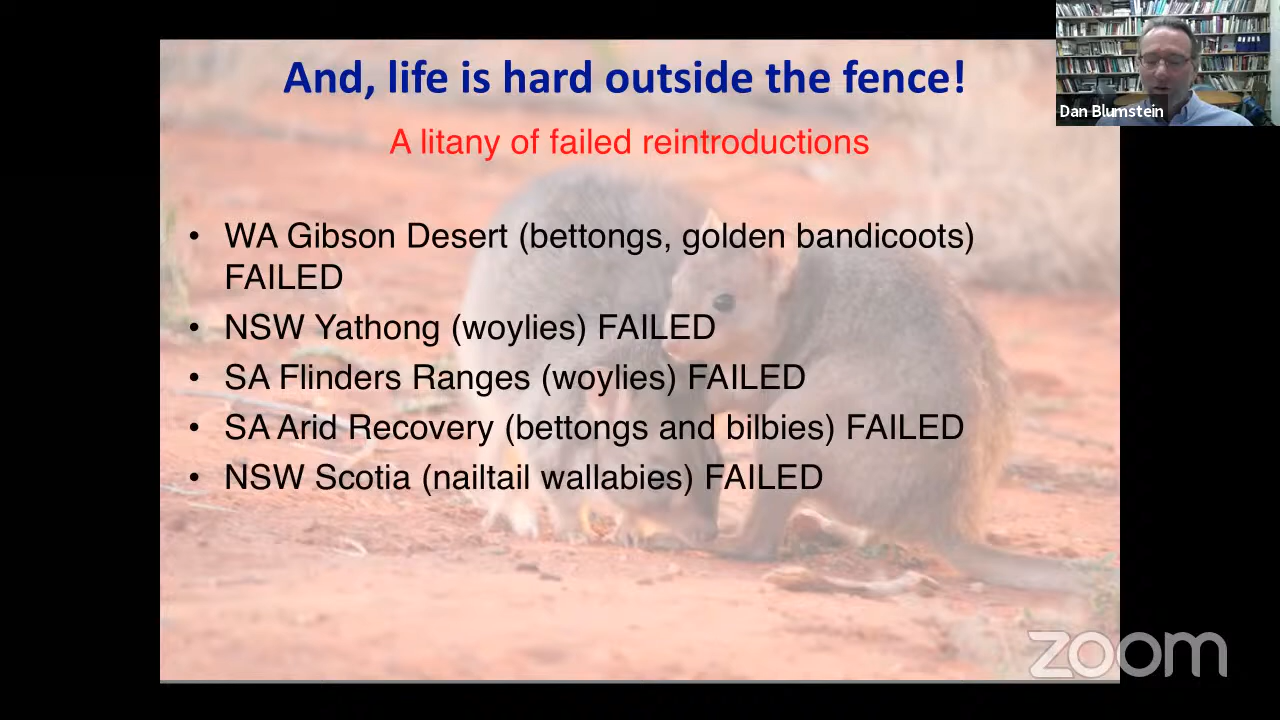 And, life is hard outside the fence!
Dan Blumstein
A litany of failed reintroductions
• WA Gibson Desert (bettongs, golden bandicoots)
FAILED
• NSW Yathong (woylies) FAILED
• SA Flinders Ranges (woylies) FAILED
• SA Arid Recovery (bettongs and bilbies) FAILED
• NSW Scotia (nailtail wallabies) FAILED
zoom